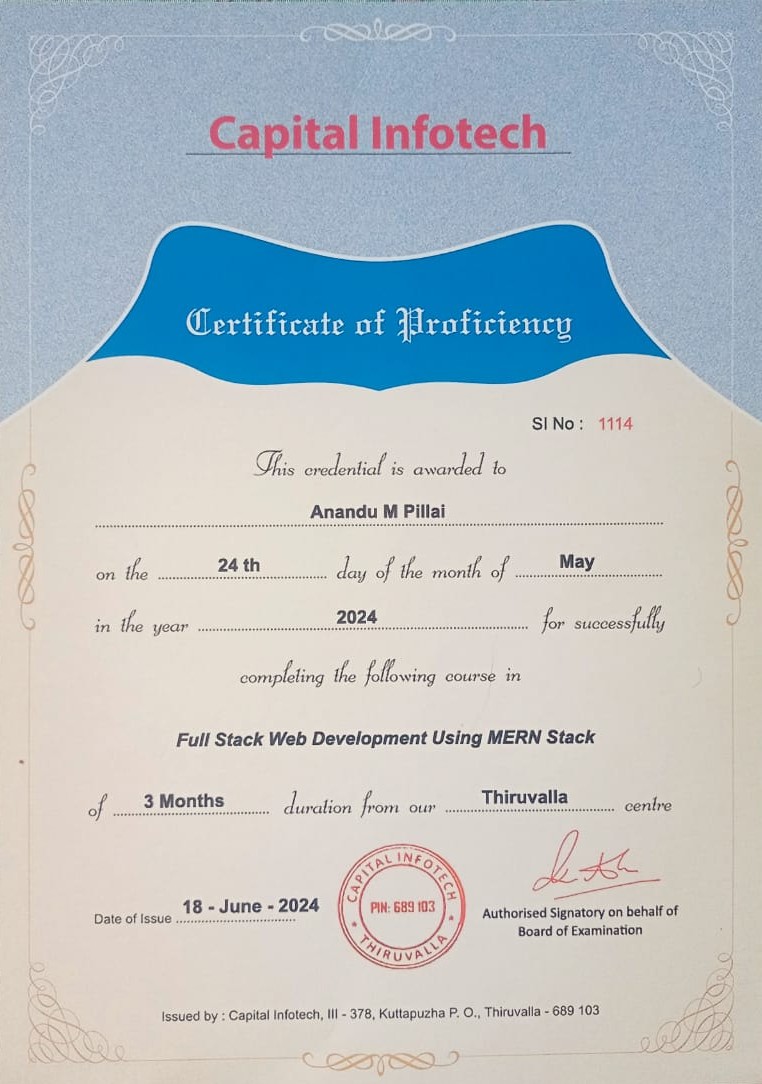 Capital Infotech
Certificate of Proficiency
Sl No : 1114
This credential is awarded to
Anandu M Pillai
on the 24 th day of the month of May
in the year 2024 for successfully
completing the following course in
Full Stack Web Development Using MERN Stack
of 3 Months duration from our Thiruvalla centre
CAPITAL INFOTECH
PIN: 689 103
THIRUVALLA
Date of Issue 18 - June - 2024
Authorised Signatory on behalf of
Board of Examination
Issued by : Capital Infotech, III - 378, Kuttapuzha P. O., Thiruvalla - 689 103